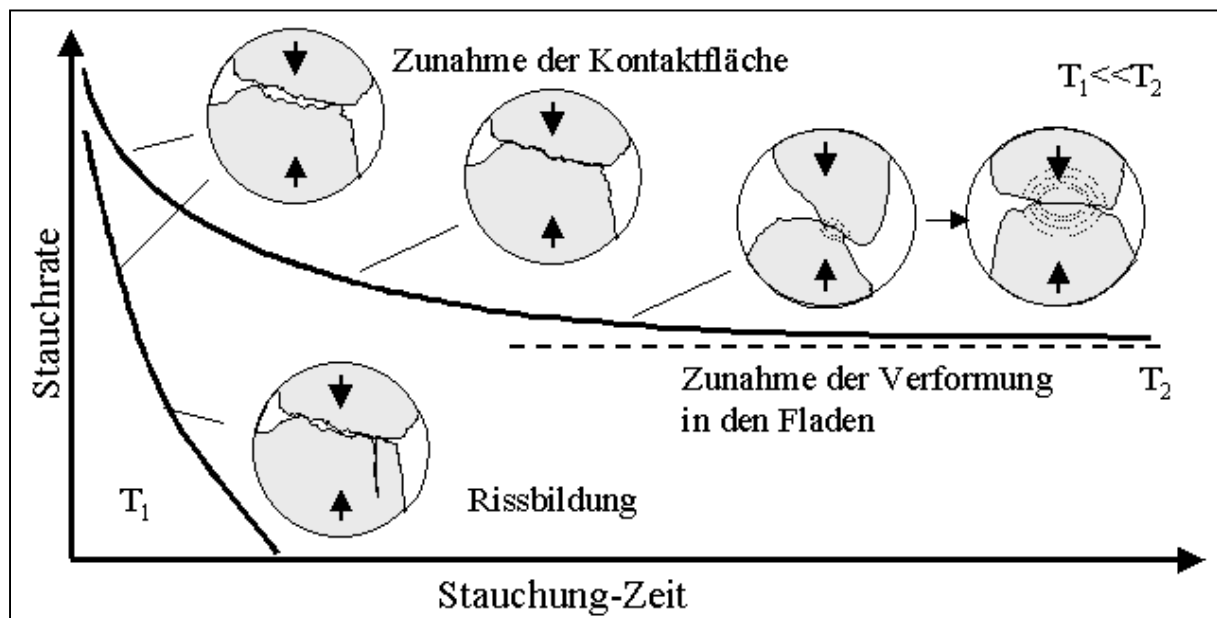 Zunahme der Kontaktfläche
T₁<<T₂
Stauchrate
Zunahme der Verformung
in den Fladen
T₂
T₁
Rissbildung
Stauchung-Zeit